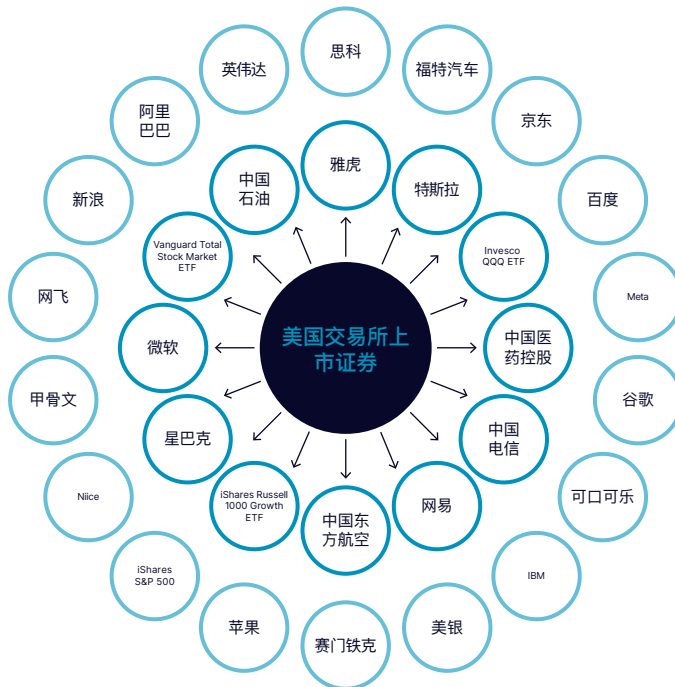 思科
英伟达
福特汽车
阿里
巴巴
京东
雅虎
中国
石油
特斯拉
新浪
百度
Vanguard Total
Stock Market
ETF
Invesco
QQQ ETF
网飞
Meta
美国交易所上
市证券
微软
中国医
药控股
甲骨文
谷歌
星巴克
中国
电信
Niice
iShares Russell
1000 Growth
ETF
网易
可口可乐
中国东
方航空
iShares
S&P 500
IBM
苹果
美银
赛门铁克